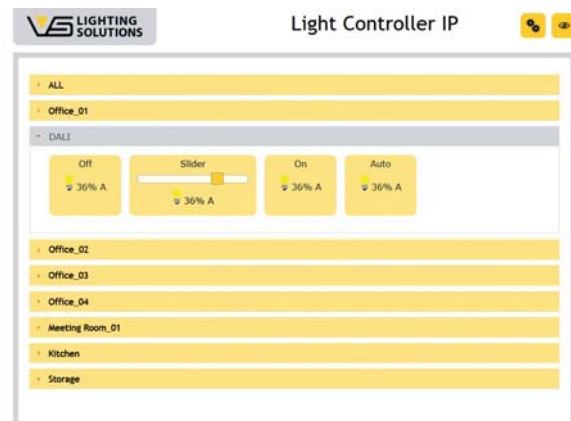 VS LIGHTING SOLUTIONS
Light Controller IP
ALL
Office_01
DALI
Off Slider On Auto
36% A 36% A 36% A 36% A
Office_02
Office_03
Office_04
Meeting Room_01
Kitchen
Storage